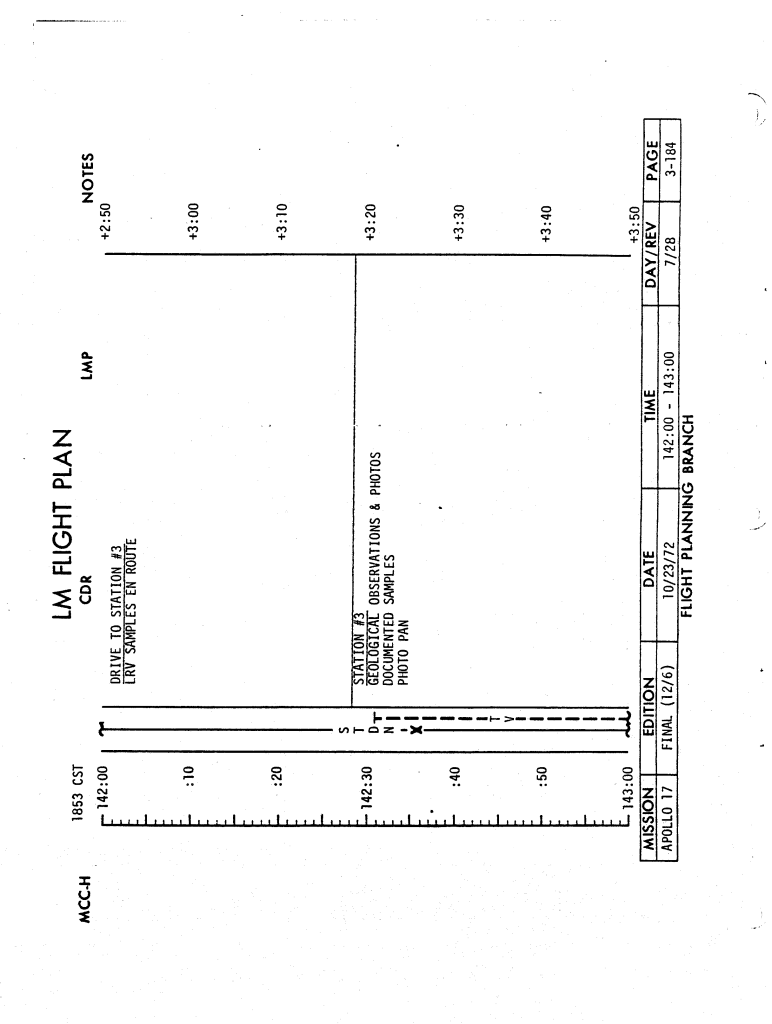 LM FLIGHT PLAN
MCC-H
1853 CST
CDR
LMP
NOTES
142:00
+2:50
DRIVE TO STATION #3
LRV SAMPLES EN ROUTE
:10
+3:00
:20
+3:10
STDN-X
142:30
+3:20
STATION #3
GEOLOGICAL OBSERVATIONS & PHOTOS
DOCUMENTED SAMPLES
PHOTO PAN
TV
:40
+3:30
:50
+3:40
143:00
+3:50
MISSION EDITION DATE TIME DAY/REV PAGE
APOLLO 17 FINAL (12/6) 10/23/72 142:00 - 143:00 7/28 3-184
FLIGHT PLANNING BRANCH